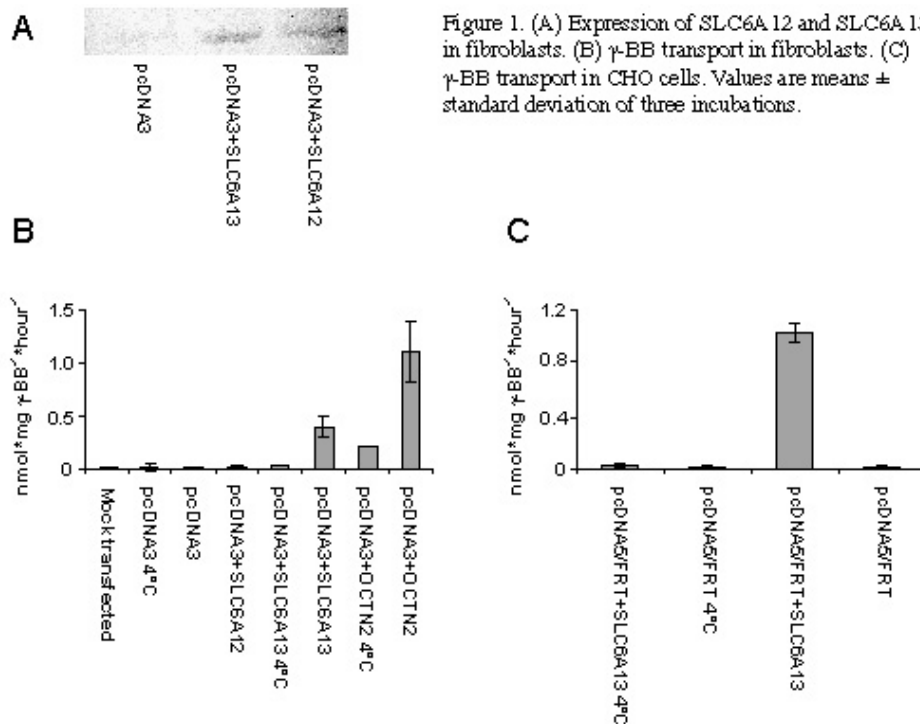 A
Figure 1. (A) Expression of SLC6A12 and SLC6A13
in fibroblasts. (B) γ-BB transport in fibroblasts. (C)
γ-BB transport in CHO cells. Values are means ±
standard deviation of three incubations.
pcDNA3
pcDNA3+SLC6A13
pcDNA3+SLC6A12
B
nmol*mg γ-BB⁻¹*hour⁻¹
1.5
1.0
0.5
0
Mock transfected
pcDNA3 4°C
pcDNA3
pcDNA3+SLC6A12
pcDNA3+SLC6A13 4°C
pcDNA3+SLC6A13
pcDNA3+OCTN2 4°C
pcDNA3+OCTN2
C
nmol*mg γ-BB⁻¹*hour⁻¹
1.2
0.8
0.4
0
pcDNA5/FRT+SLC6A13 4°C
pcDNA5/FRT 4°C
pcDNA5/FRT+SLC6A13
pcDNA5/FRT